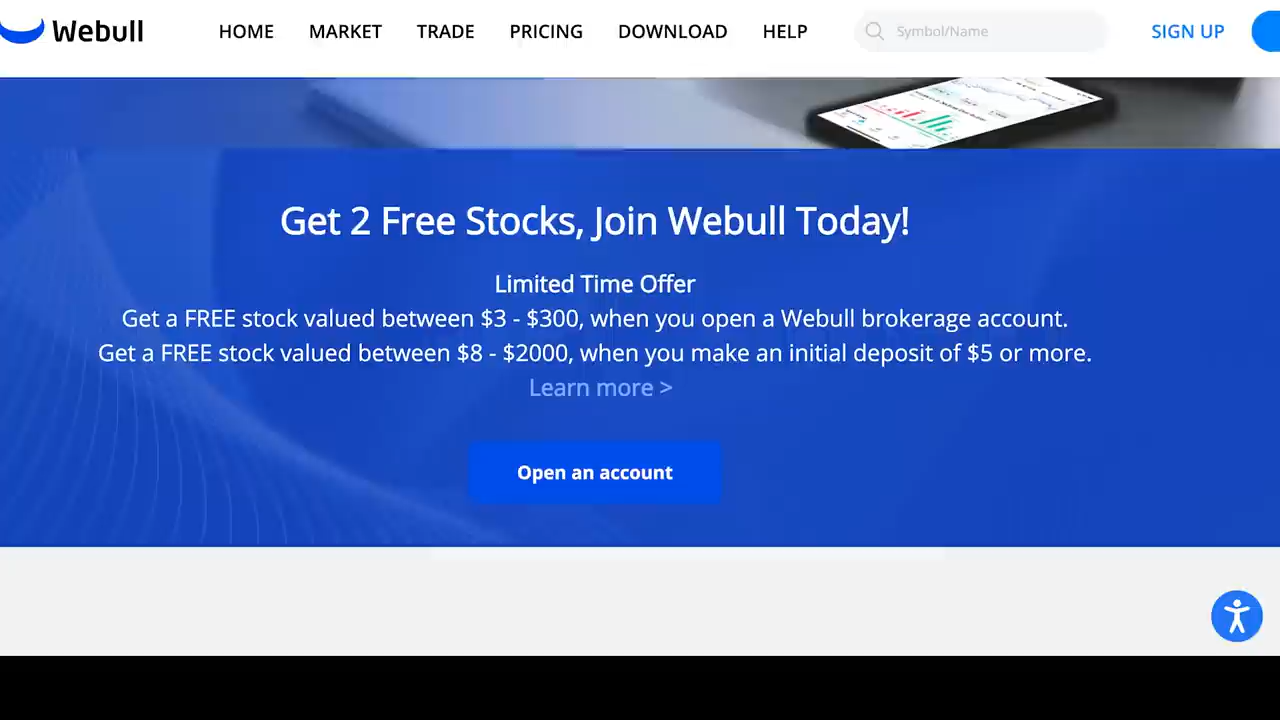 Webull
HOME MARKET TRADE PRICING DOWNLOAD HELP Symbol/Name SIGN UP
Get 2 Free Stocks, Join Webull Today!
Limited Time Offer
Get a FREE stock valued between $3 - $300, when you open a Webull brokerage account.
Get a FREE stock valued between $8 - $2000, when you make an initial deposit of $5 or more.
Learn more >
Open an account